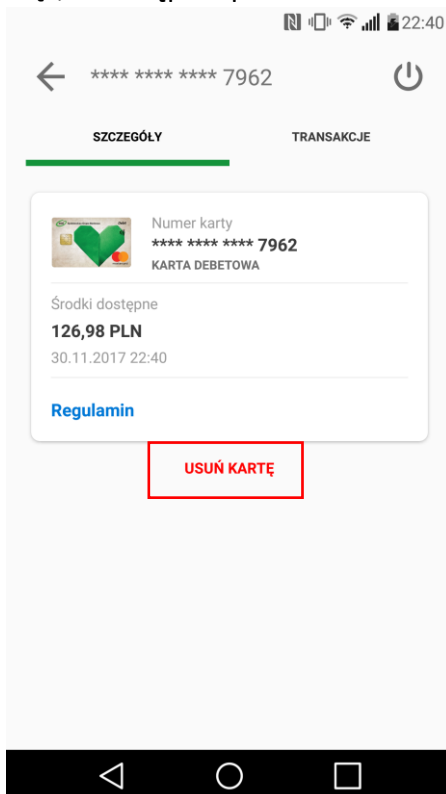 22:40
**** **** **** 7962
SZCZEGÓŁY
TRANSAKCJE
Numer karty
**** **** **** 7962
KARTA DEBETOWA
Środki dostępne
126,98 PLN
30.11.2017 22:40
Regulamin
USUŃ KARTĘ